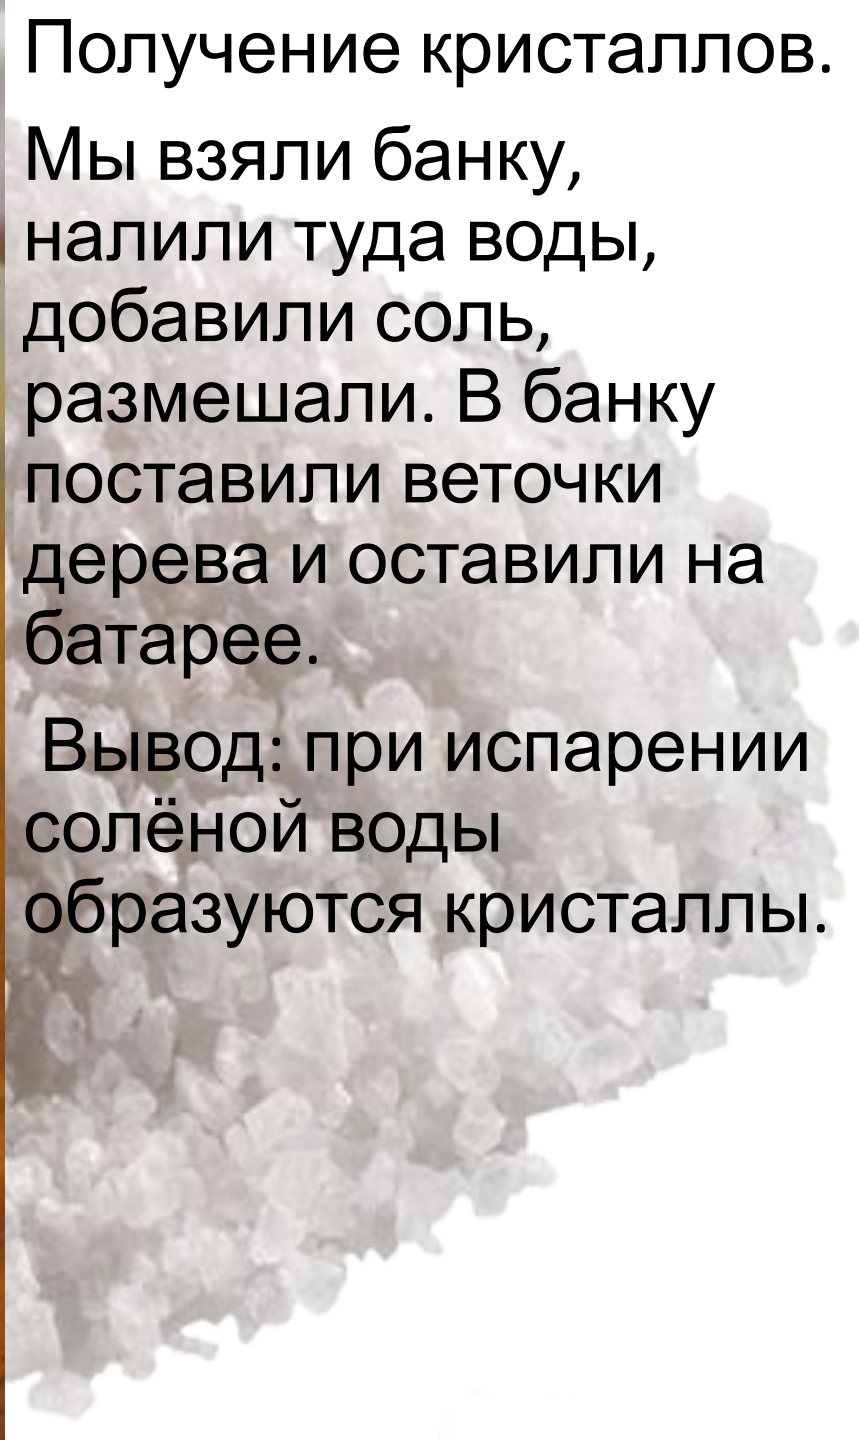 Получение кристаллов.
Мы взяли банку,
налили туда воды,
добавили соль,
размешали. В банку
поставили веточки
дерева и оставили на
батарее.
Вывод: при испарении
солёной воды
образуются кристаллы.